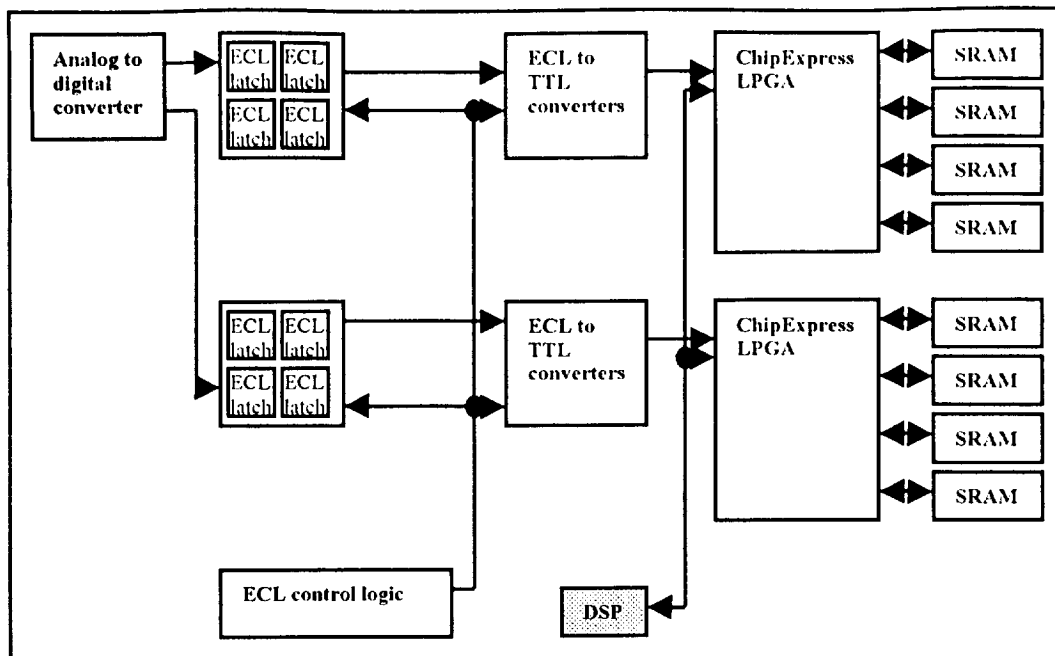 Analog to
digital
converter
ECL
latch
ECL
latch
ECL
latch
ECL
latch
ECL to
TTL
converters
ChipExpress
LPGA
SRAM
SRAM
SRAM
SRAM
ECL
latch
ECL
latch
ECL
latch
ECL
latch
ECL to
TTL
converters
ChipExpress
LPGA
SRAM
SRAM
SRAM
SRAM
ECL control logic
DSP